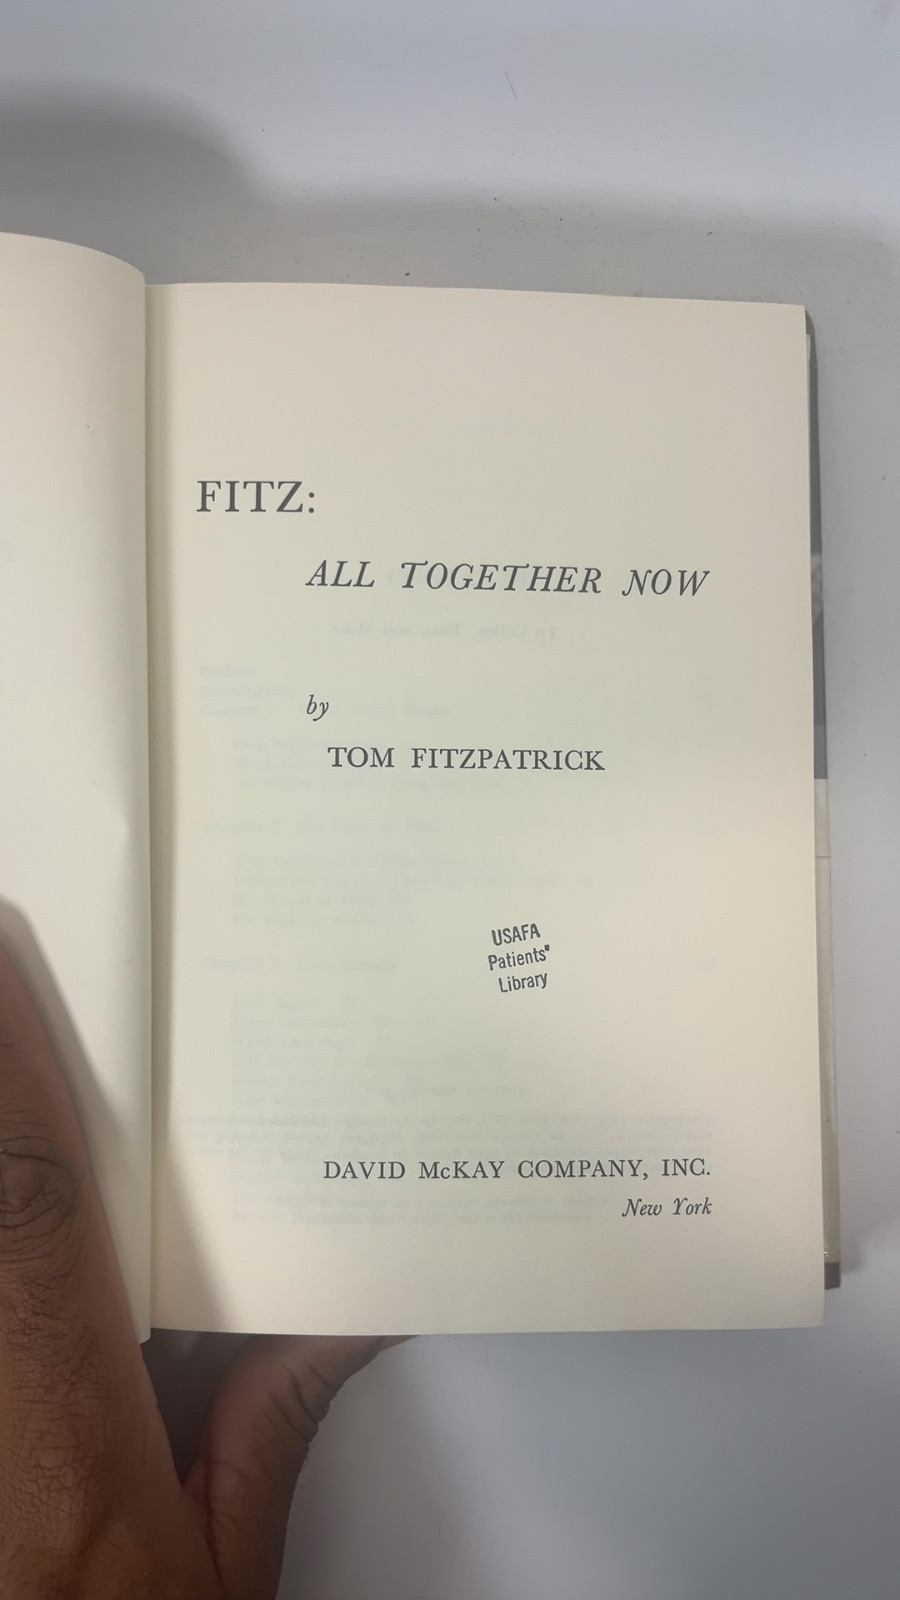 FITZ:
ALL TOGETHER NOW
by
TOM FITZPATRICK
USAFA
Patients'
Library
DAVID McKAY COMPANY, INC.
New York